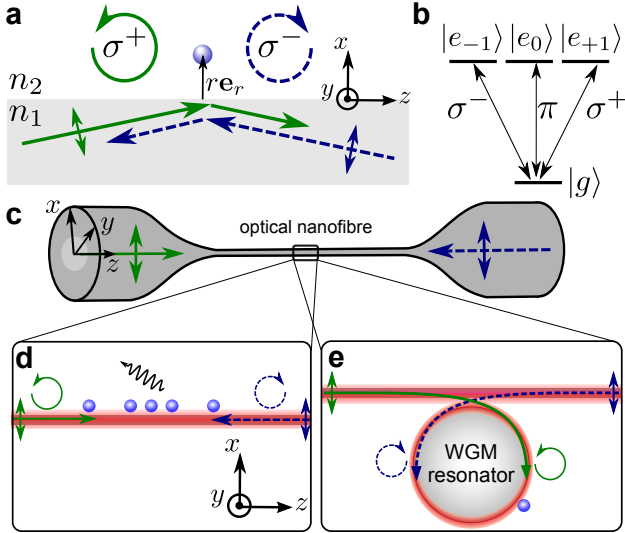 a
σ⁺
σ⁻
n₂
n₁
re_r
x
y
z
b
|e₋₁⟩ |e₀⟩ |e₊₁⟩
σ⁻
π
σ⁺
|g⟩
c
x
y
z
optical nanofibre
d
x
y
z
e
WGM
resonator